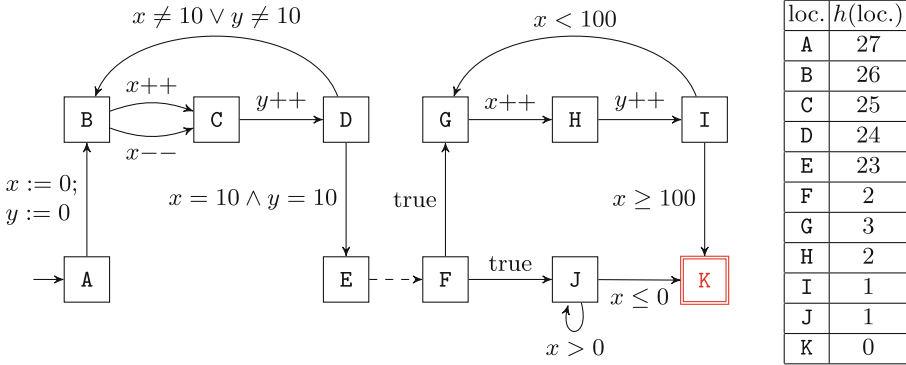 x ≠ 10 ∨ y ≠ 10
x < 100
x++
y++
x++
y++
B
C
D
G
H
I
x−−
x := 0;
y := 0
x = 10 ∧ y = 10
true
x ≥ 100
true
A
E
F
J
K
x ≤ 0
x > 0
loc. h(loc.)
A 27
B 26
C 25
D 24
E 23
F 2
G 3
H 2
I 1
J 1
K 0